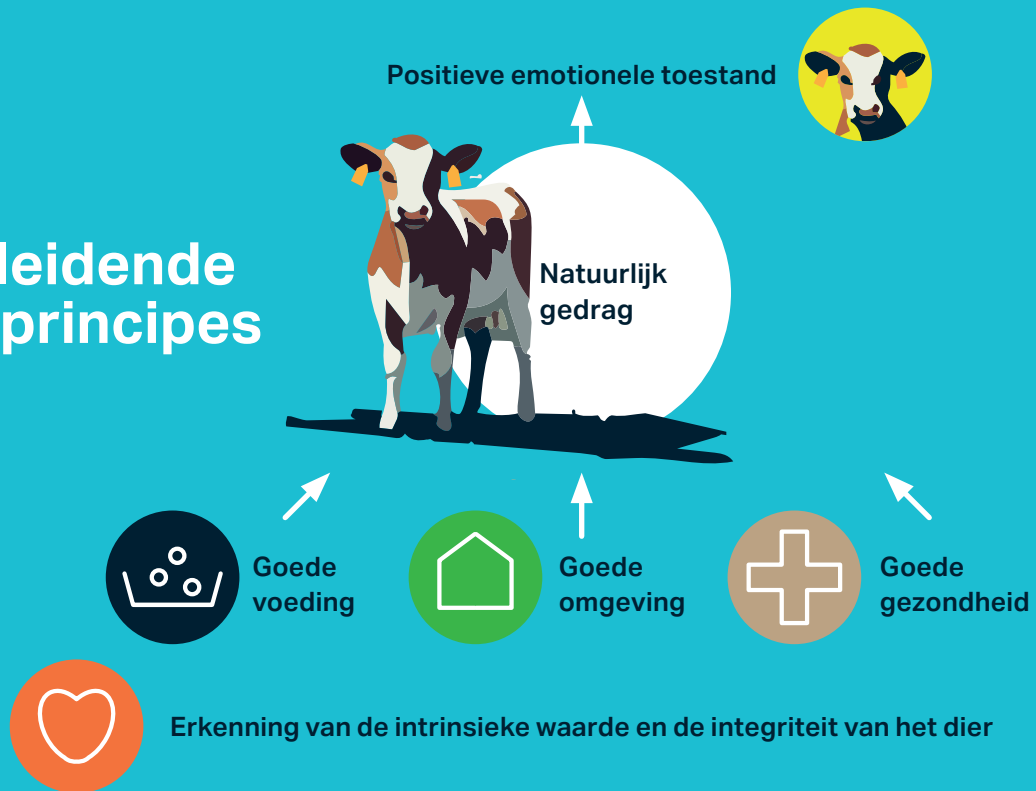 Positieve emotionele toestand
leidende
principes
Natuurlijk
gedrag
Goede
voeding
Goede
omgeving
Goede
gezondheid
Erkenning van de intrinsieke waarde en de integriteit van het dier